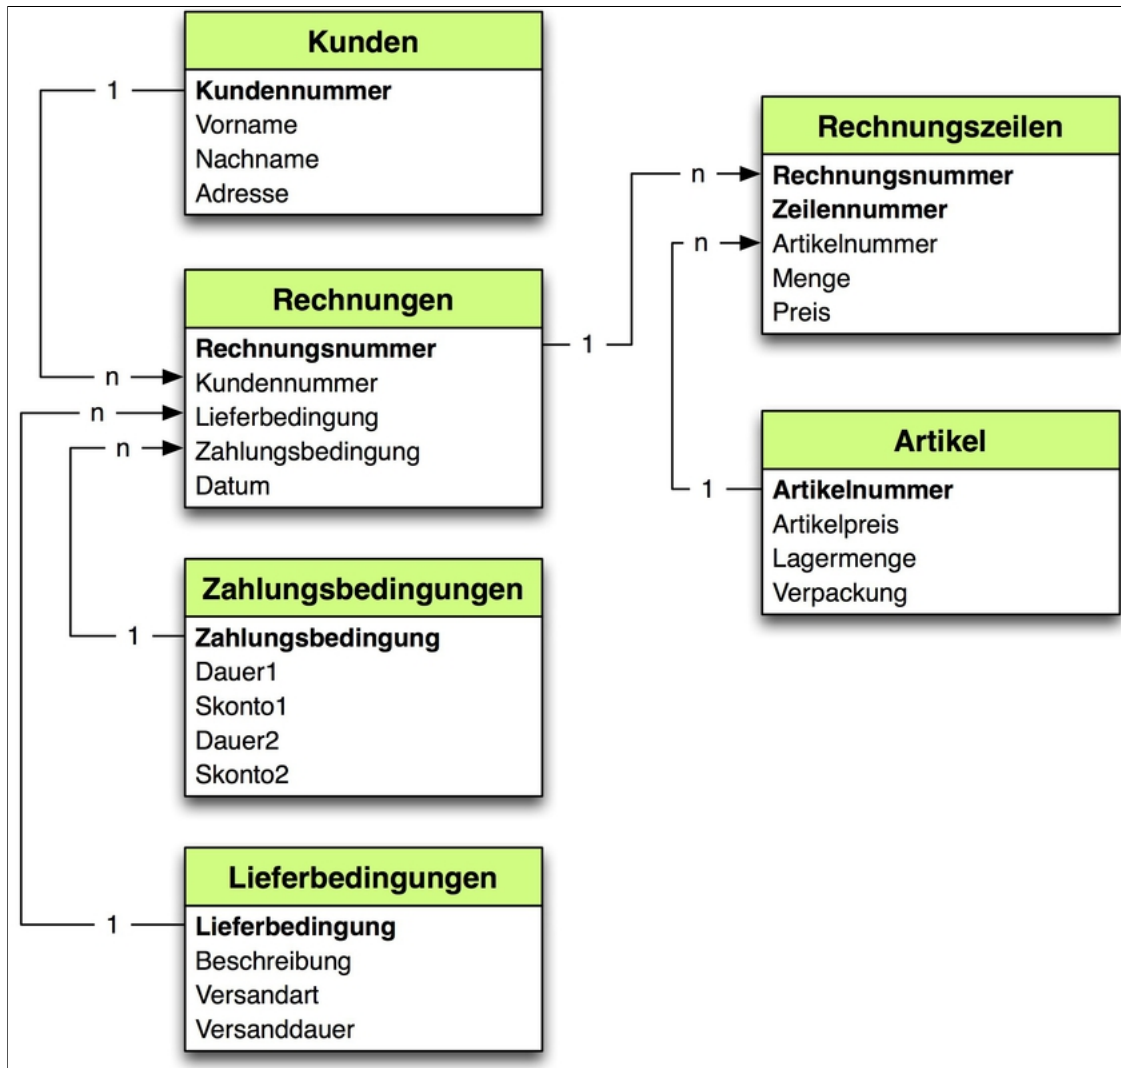 Kunden
Kundennummer
Vorname
Nachname
Adresse
1
n
Rechnungen
Rechnungsnummer
Kundennummer
Lieferbedingung
Zahlungsbedingung
Datum
n
n
1
Zahlungsbedingungen
Zahlungsbedingung
Dauer1
Skonto1
Dauer2
Skonto2
1
Lieferbedingungen
Lieferbedingung
Beschreibung
Versandart
Versanddauer
1
Rechnungszeilen
Rechnungsnummer
Zeilennummer
Artikelnummer
Menge
Preis
n
n
Artikel
Artikelnummer
Artikelpreis
Lagermenge
Verpackung
1